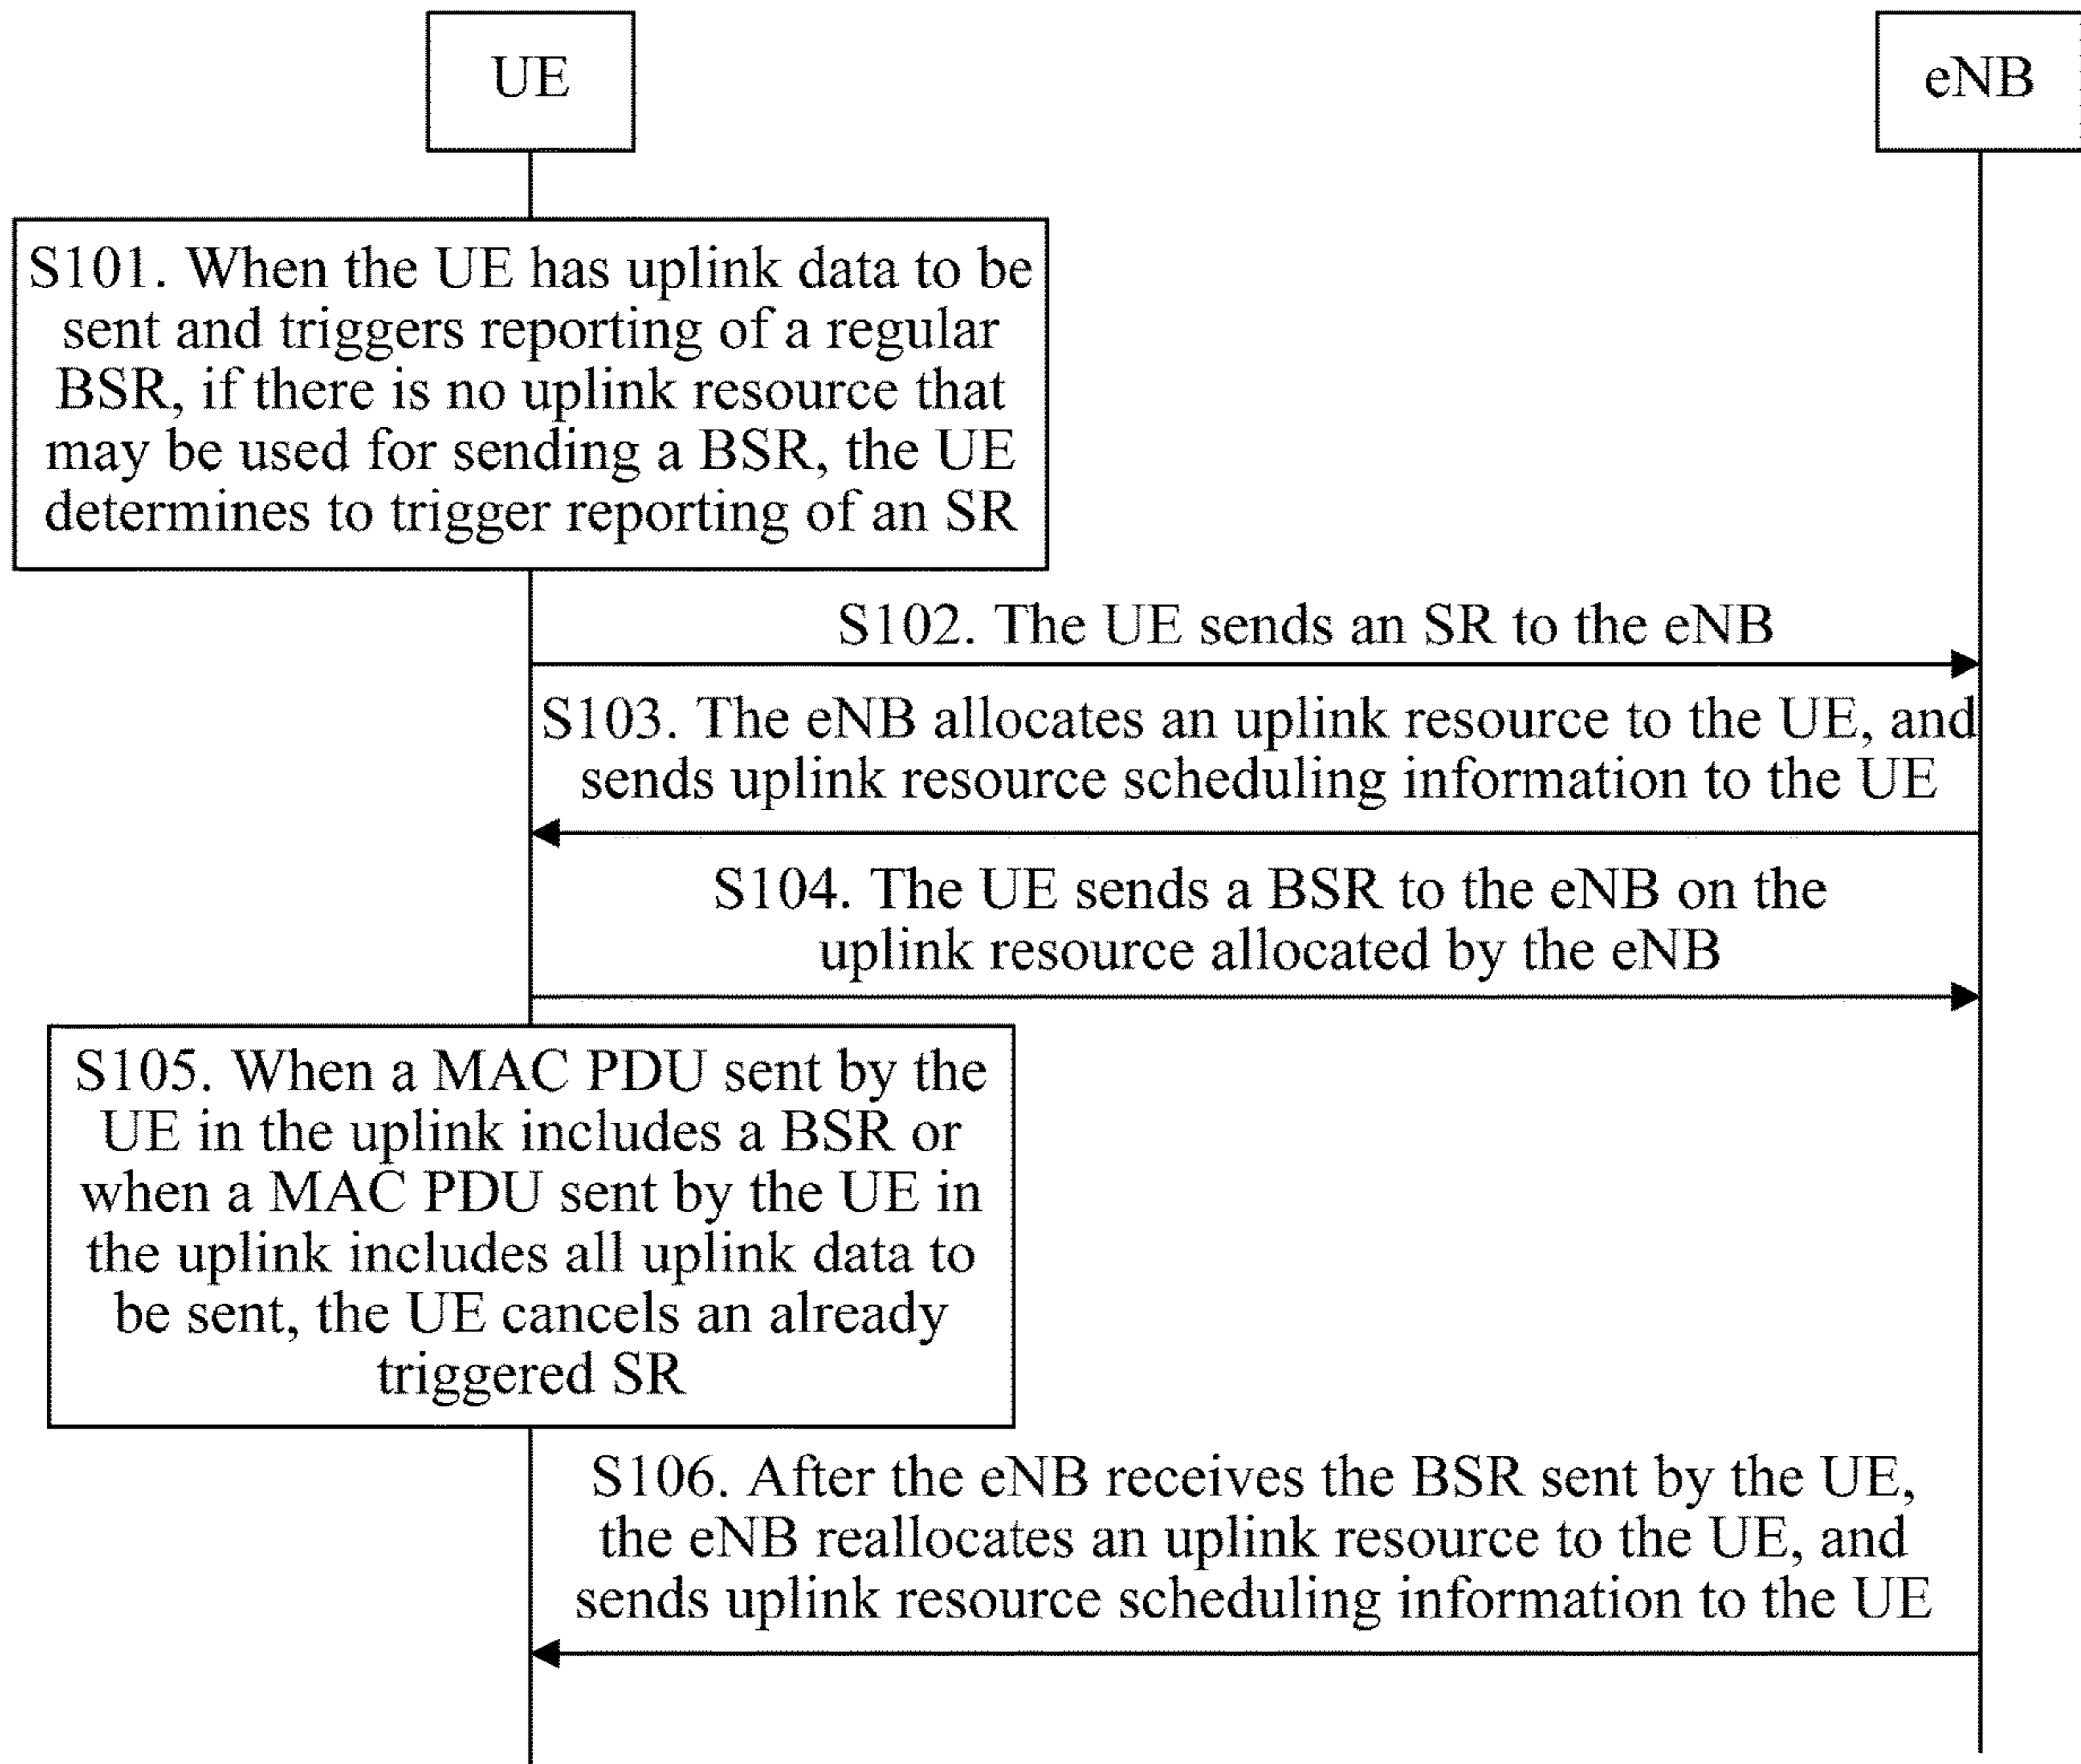 UE
eNB
S101. When the UE has uplink data to be
sent and triggers reporting of a regular
BSR, if there is no uplink resource that
may be used for sending a BSR, the UE
determines to trigger reporting of an SR
S102. The UE sends an SR to the eNB
S103. The eNB allocates an uplink resource to the UE, and
sends uplink resource scheduling information to the UE
S104. The UE sends a BSR to the eNB on the
uplink resource allocated by the eNB
S105. When a MAC PDU sent by the
UE in the uplink includes a BSR or
when a MAC PDU sent by the UE in
the uplink includes all uplink data to
be sent, the UE cancels an already
triggered SR
S106. After the eNB receives the BSR sent by the UE,
the eNB reallocates an uplink resource to the UE, and
sends uplink resource scheduling information to the UE